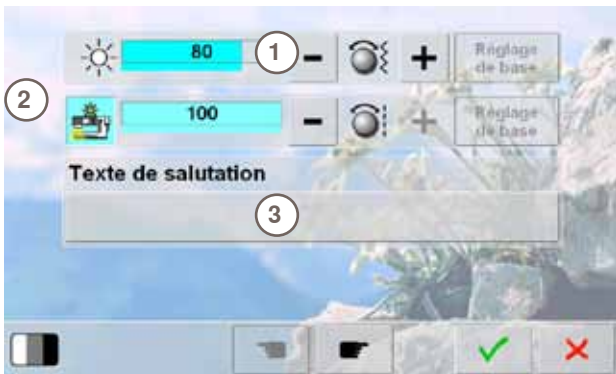 80
1
Réglage
de base
2
100
Réglage
de base
Texte de salutation
3